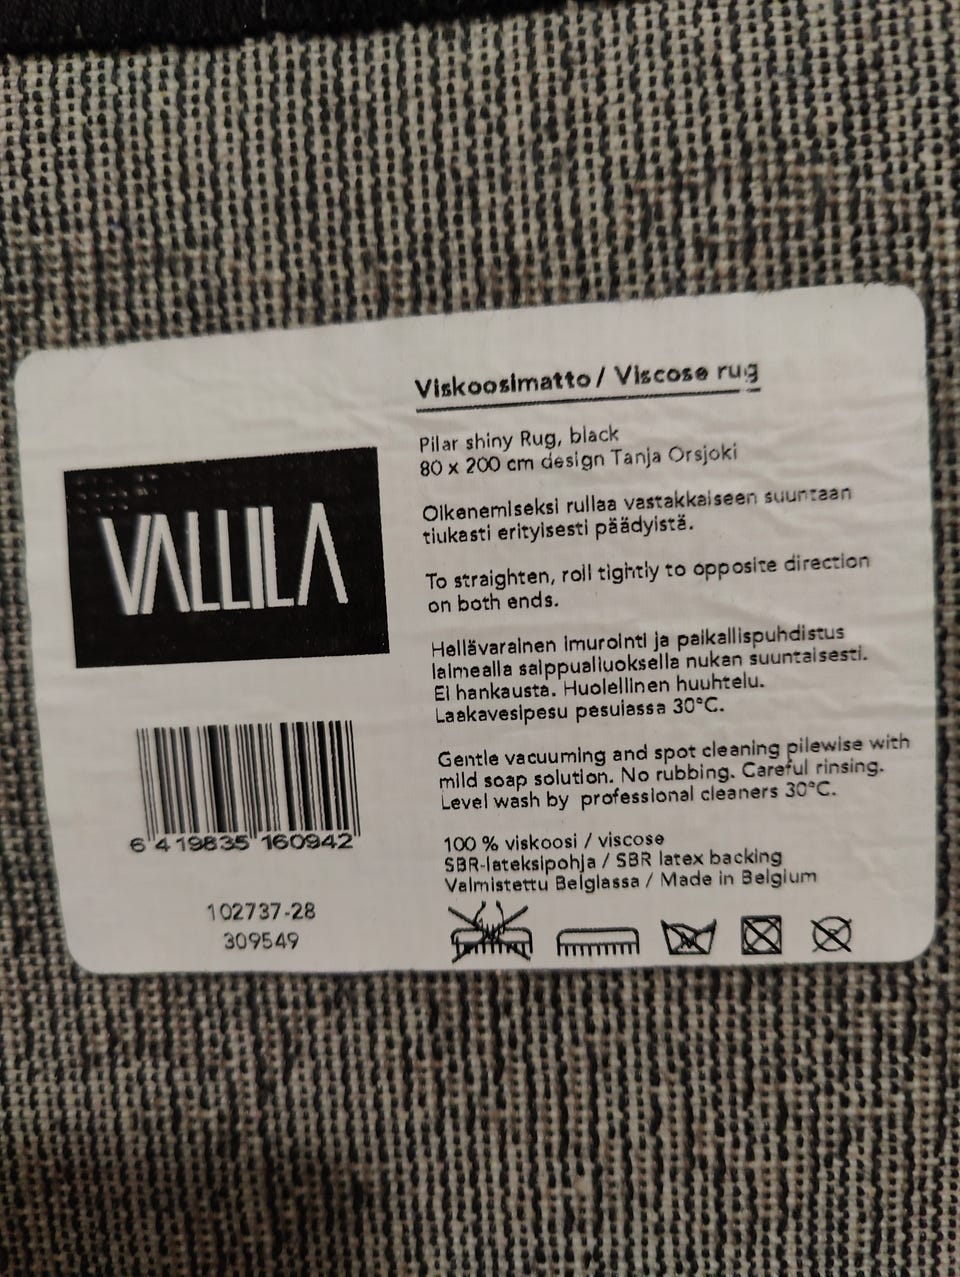 VALLILA
6 419835 160942
102737-28
309549
Viskoosimatto / Viscose rug
Pilar shiny Rug, black
80 x 200 cm design Tanja Orsjoki
Oikenemiseksi rullaa vastakkaiseen suuntaan
tiukasti erityisesti päädyistä.
To straighten, roll tightly to opposite direction
on both ends.
Hellävarainen imurointi ja paikallispuhdistus
laimealla saippualiuoksella nukan suuntaisesti.
Ei hankausta. Huolellinen huuhtelu.
Laakavesipesu pesulassa 30°C.
Gentle vacuuming and spot cleaning pilewise with
mild soap solution. No rubbing. Careful rinsing.
Level wash by professional cleaners 30°C.
100 % viskoosi / viscose
SBR-lateksipohja / SBR latex backing
Valmistettu Belgiassa / Made in Belgium